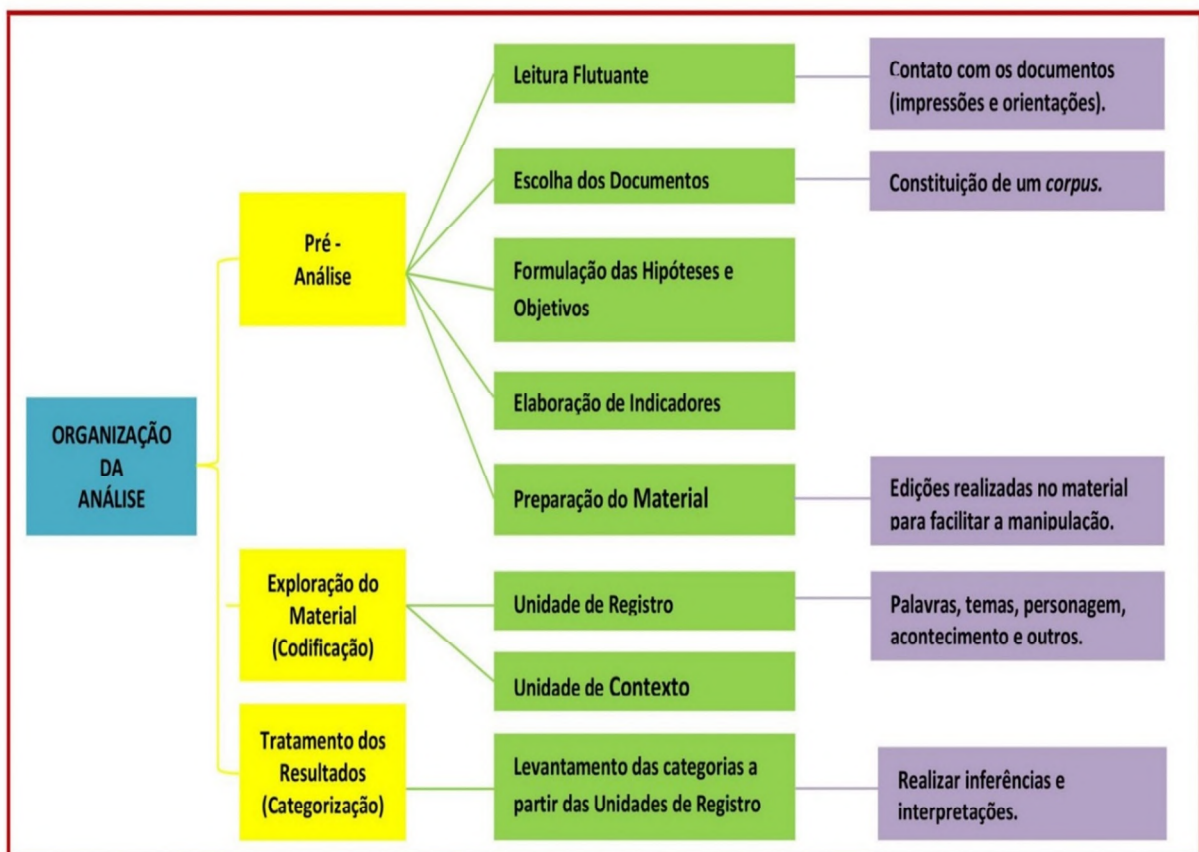 ORGANIZAÇÃO
DA
ANÁLISE
Pré -
Análise
Leitura Flutuante
Contato com os documentos
(impressões e orientações).
Escolha dos Documentos
Constituição de um corpus.
Formulação das Hipóteses e
Objetivos
Elaboração de Indicadores
Preparação do Material
Edições realizadas no material
para facilitar a manipulação.
Exploração do
Material
(Codificação)
Unidade de Registro
Palavras, temas, personagem,
acontecimento e outros.
Unidade de Contexto
Tratamento dos
Resultados
(Categorização)
Levantamento das categorias a
partir das Unidades de Registro
Realizar inferências e
interpretações.